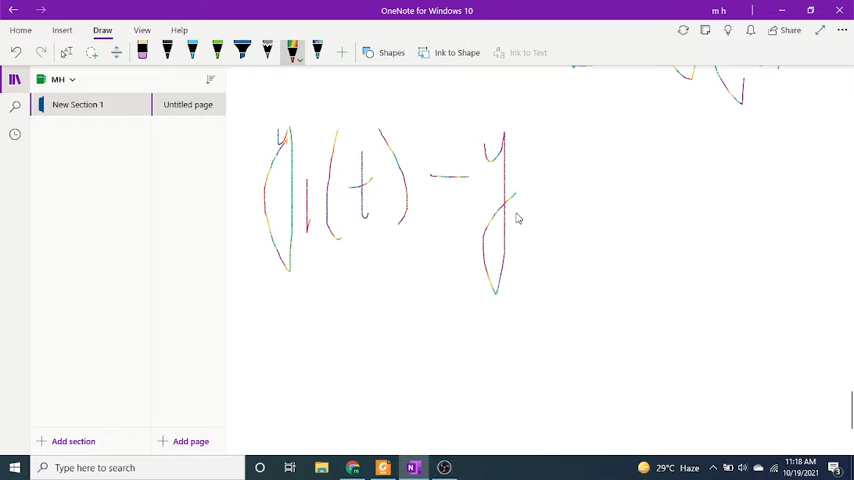 OneNote for Windows 10
m h
Home Insert Draw View Help
Share
Shapes Ink to Shape Ink to Text
MH
New Section 1 Untitled page
y1(t) - y
Add section Add page
Type here to search
29°C Haze
11:18 AM
10/19/2021
3